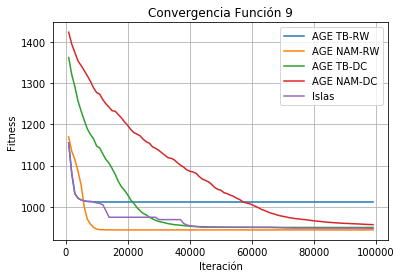 Convergencia Función 9
1400
1300
1200
1100
1000
Fitness
AGE TB-RW
AGE NAM-RW
AGE TB-DC
AGE NAM-DC
Islas
0 20000 40000 60000 80000 100000
Iteración